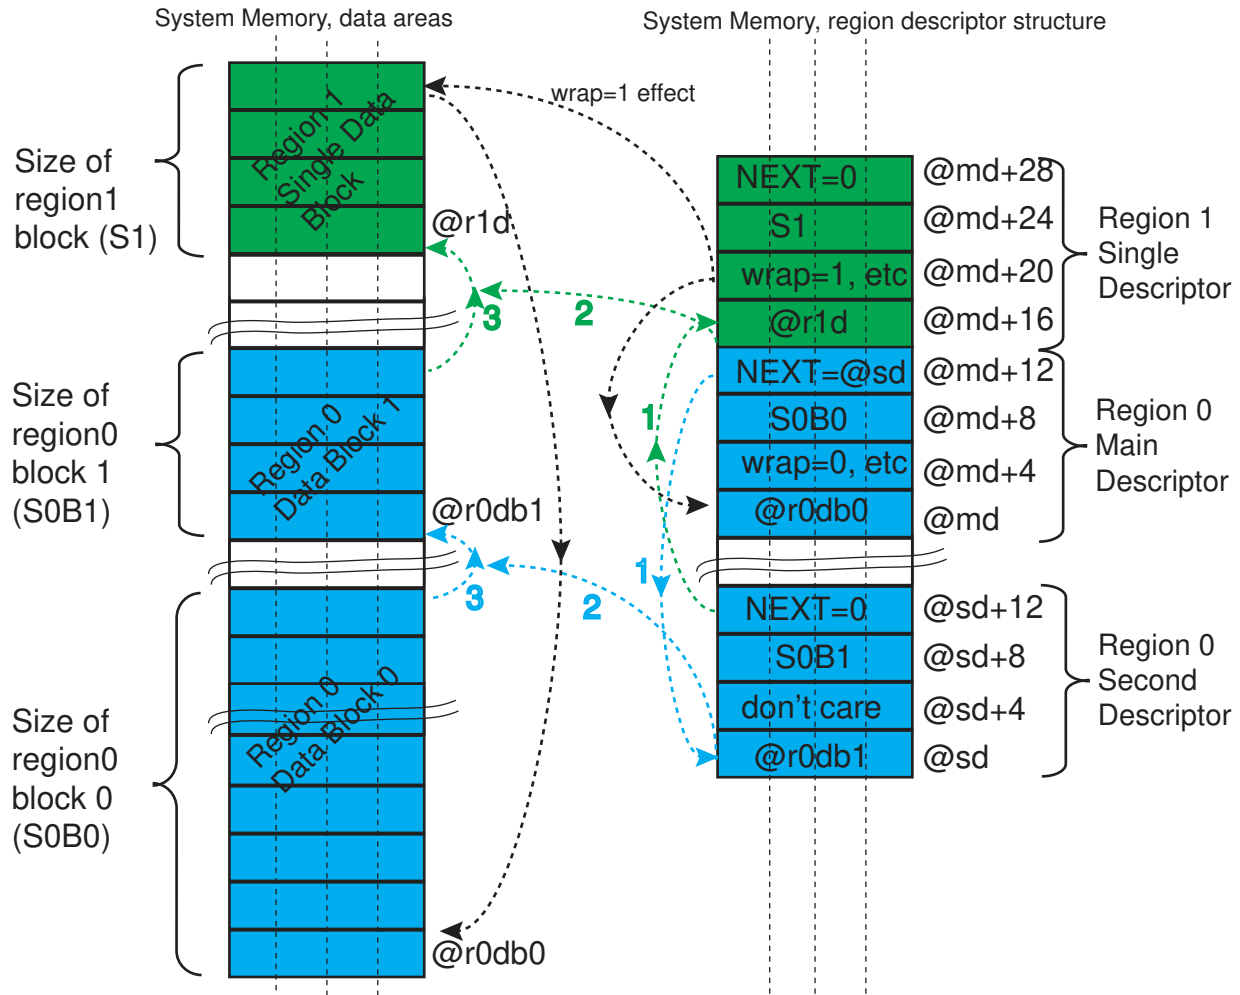 System Memory, data areas
System Memory, region descriptor structure
wrap=1 effect
Size of
region1
block (S1)
Region 1
Single Data
Block
@r1d
3
2
Size of
region0
block 1
(S0B1)
Region 0
Data Block 1
@r0db1
3
2
Size of
region0
block 0
(S0B0)
Region 0
Data Block 0
@r0db0
NEXT=0
@md+28
S1
@md+24
wrap=1, etc
@md+20
@r1d
@md+16
Region 1
Single
Descriptor
1
NEXT=@sd
@md+12
S0B0
@md+8
wrap=0, etc
@md+4
@r0db0
@md
Region 0
Main
Descriptor
1
NEXT=0
@sd+12
S0B1
@sd+8
don't care
@sd+4
@r0db1
@sd
Region 0
Second
Descriptor